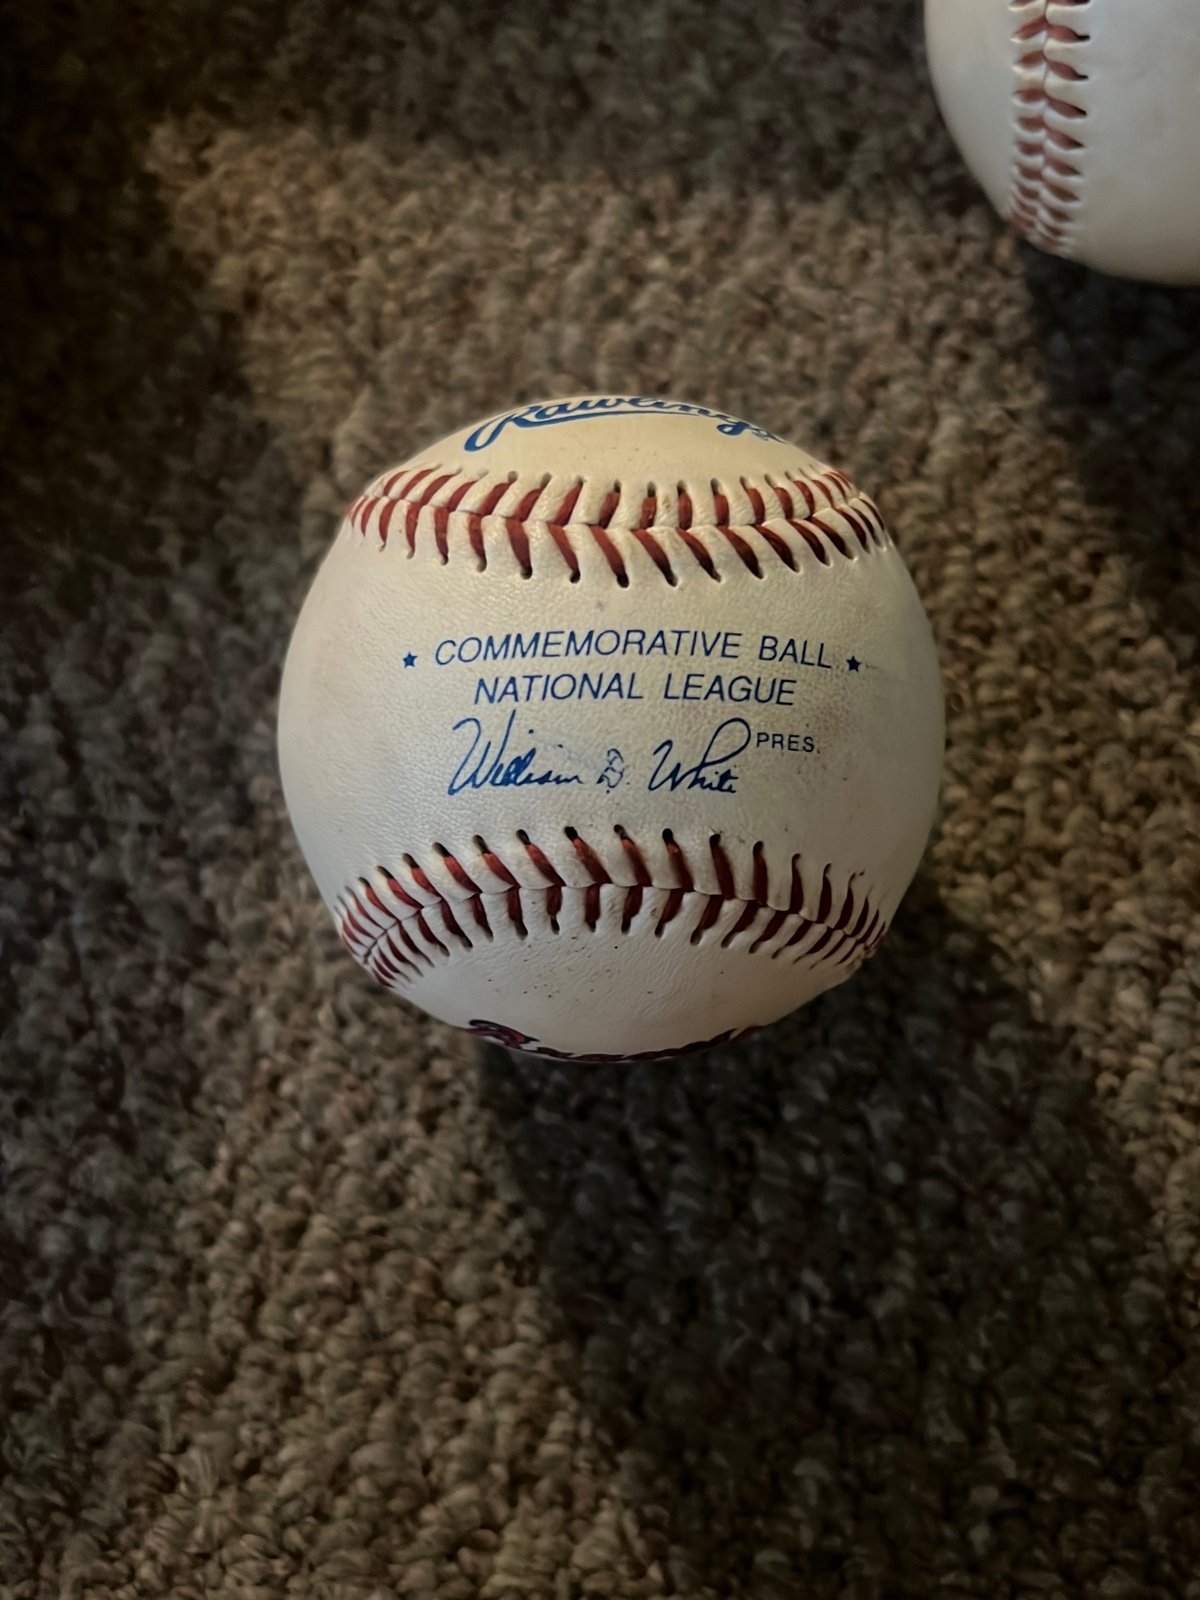 Rawlings
★ COMMEMORATIVE BALL ★
NATIONAL LEAGUE
William D. White PRES.